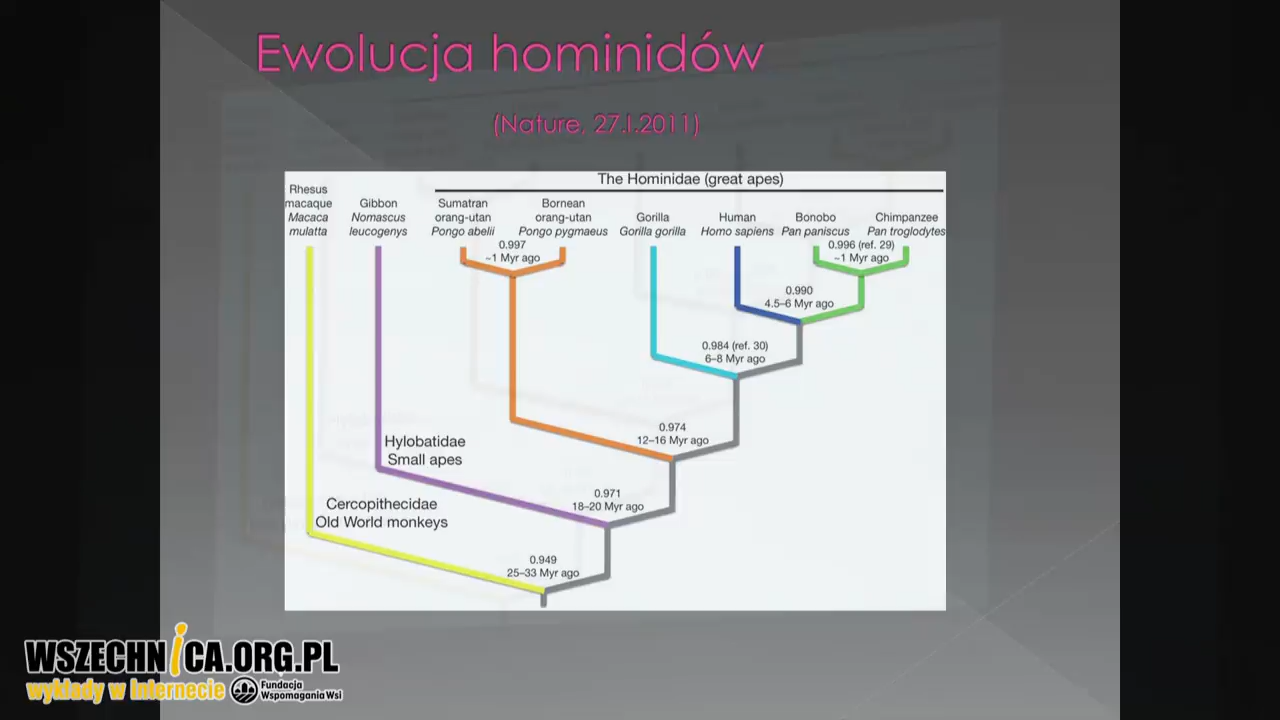 Ewolucja hominidów
(Nature, 27.I.2011)
The Hominidae (great apes)
Rhesus
macaque
Macaca
mulatta
Gibbon
Nomascus
leucogenys
Sumatran
orang-utan
Pongo abelii
Bornean
orang-utan
Pongo pygmaeus
Gorilla
Gorilla gorilla
Human
Homo sapiens
Bonobo
Pan paniscus
Chimpanzee
Pan troglodytes
0.997
~1 Myr ago
0.996 (ref. 29)
~1 Myr ago
0.990
4.5–6 Myr ago
0.984 (ref. 30)
6–8 Myr ago
0.974
12–16 Myr ago
Hylobatidae
Small apes
0.971
18–20 Myr ago
Cercopithecidae
Old World monkeys
0.949
25–33 Myr ago
WSZECHNICA.ORG.PL
wykłady w Internecie
Fundacja
Wspomagania Wsi